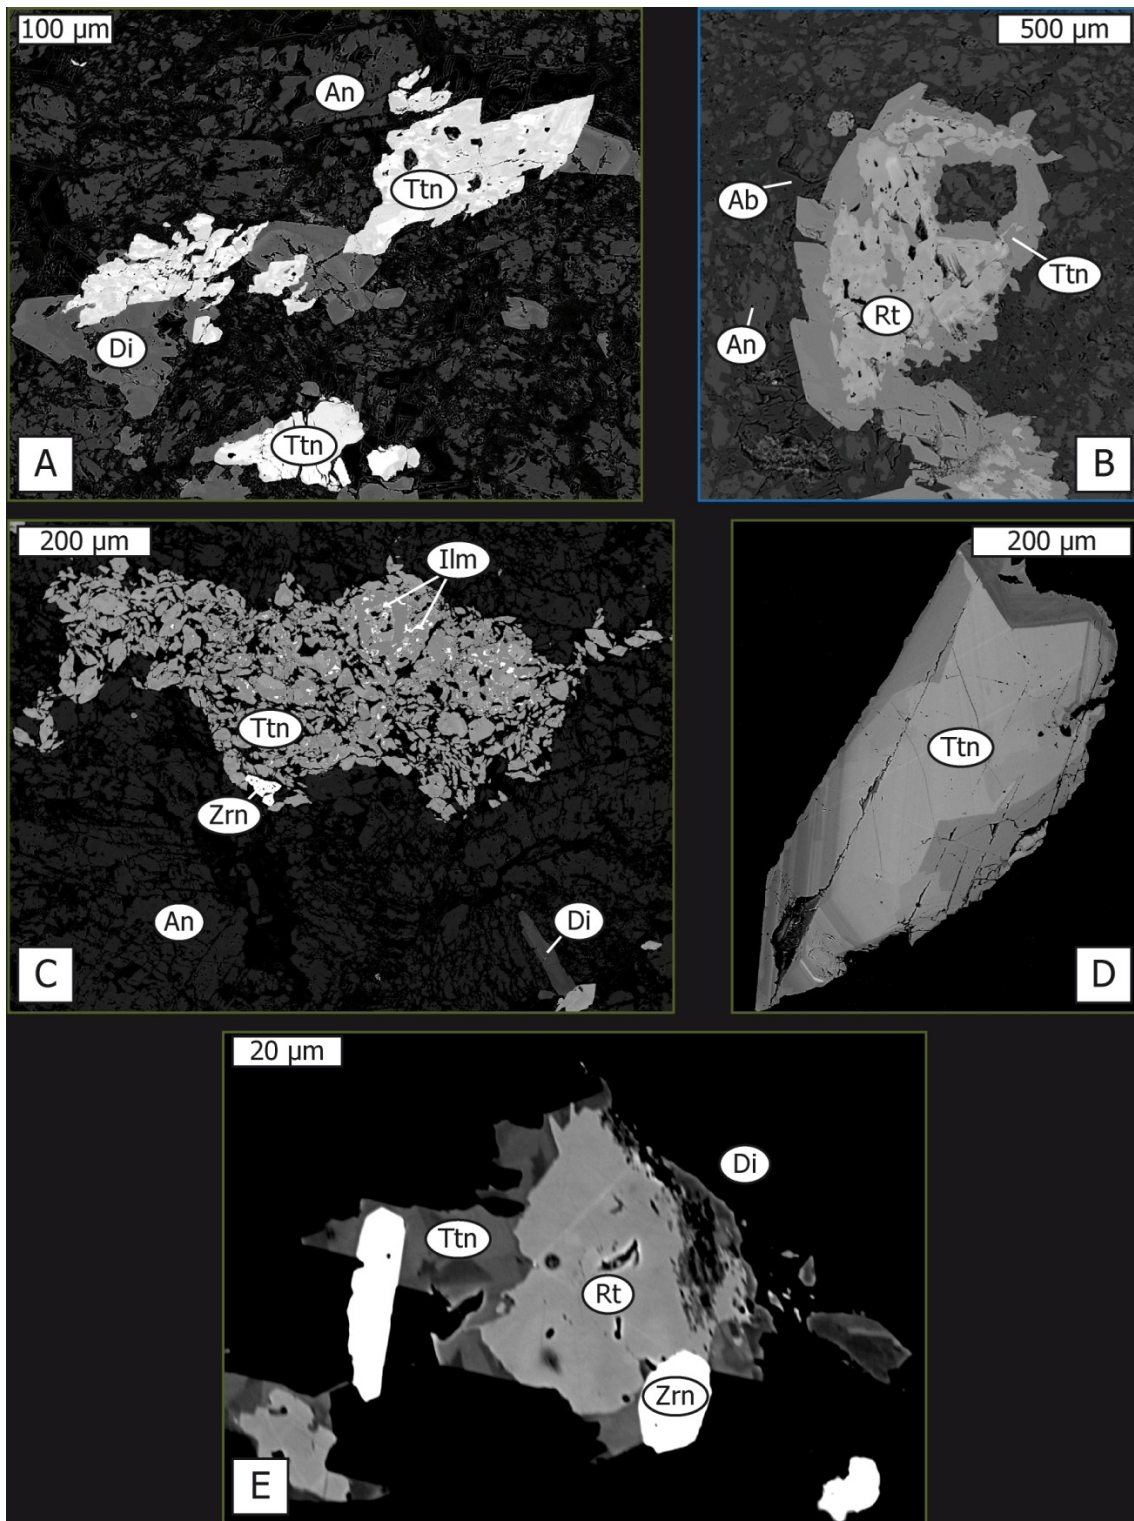 100 µm
An
Ttn
Di
Ttn
A
500 µm
Ab
Ttn
Rt
An
B
200 µm
Ilm
Ttn
Zrn
An
Di
C
200 µm
Ttn
D
20 µm
Di
Ttn
Rt
Zrn
E